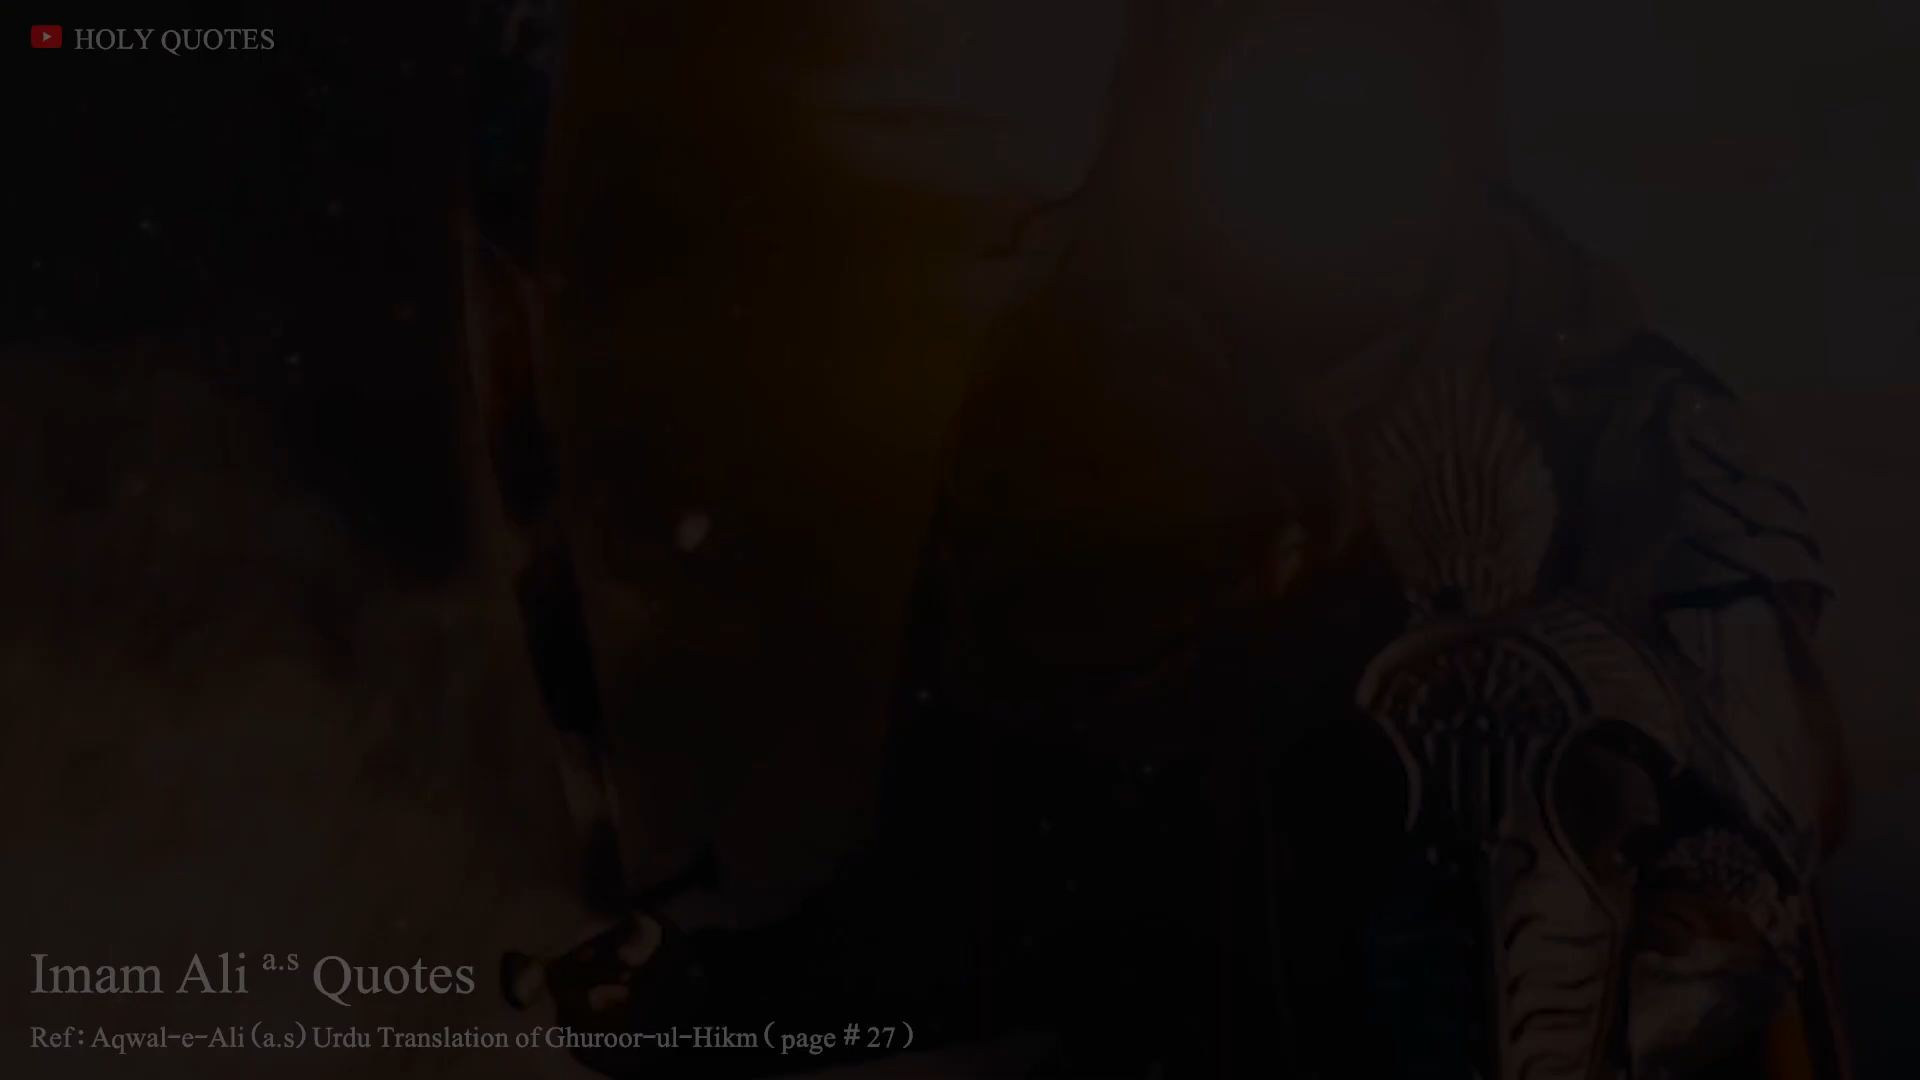 HOLY QUOTES
Imam Ali a.s Quotes
Ref : Aqwal-e-Ali (a.s) Urdu Translation of Ghuroor-ul-Hikm ( page # 27 )